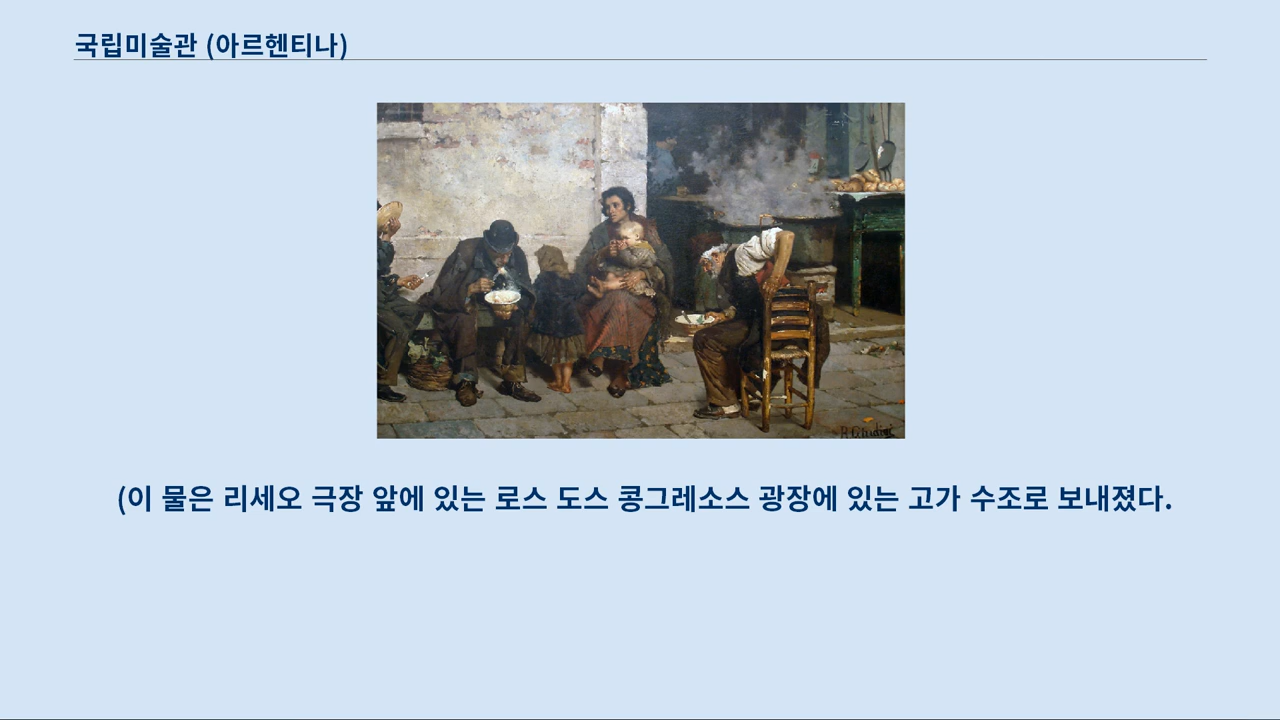 국립미술관 (아르헨티나)
R. Giudici
(이 물은 리세오 극장 앞에 있는 로스 도스 콩그레소스 광장에 있는 고가 수조로 보내졌다.